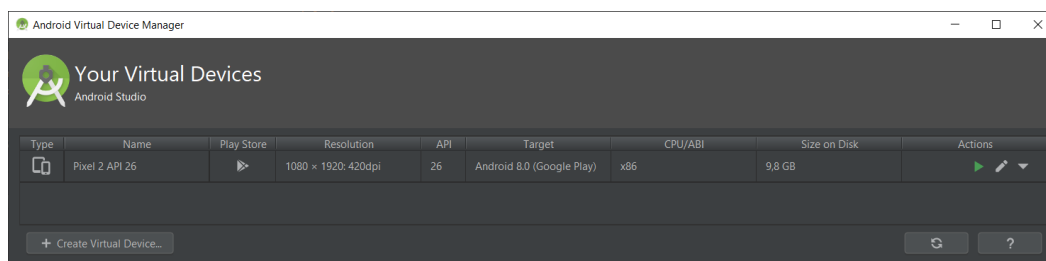 Android Virtual Device Manager
Your Virtual Devices
Android Studio
Type Name Play Store Resolution API Target CPU/ABI Size on Disk Actions
Pixel 2 API 26 1080 × 1920: 420dpi 26 Android 8.0 (Google Play) x86 9,8 GB
+ Create Virtual Device... ?